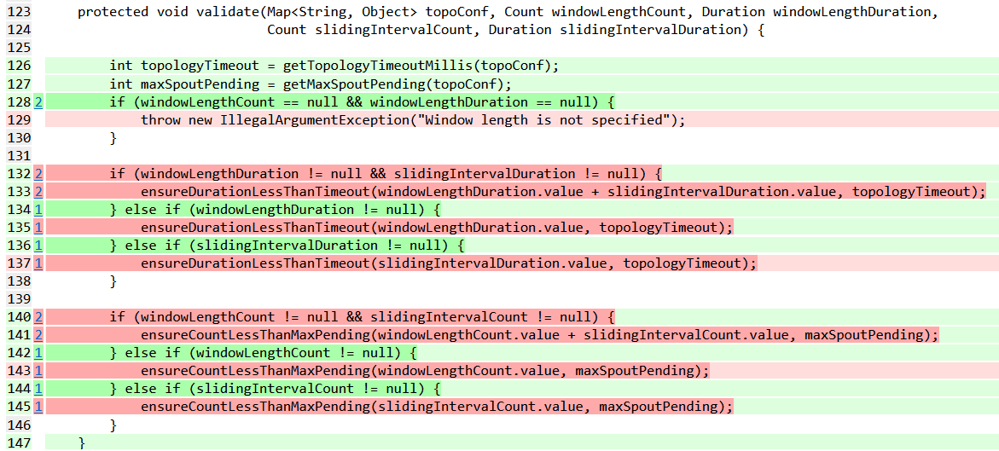 123 protected void validate(Map<String, Object> topoConf, Count windowLengthCount, Duration windowLengthDuration,
124 Count slidingIntervalCount, Duration slidingIntervalDuration) {
125
126 int topologyTimeout = getTopologyTimeoutMillis(topoConf);
127 int maxSpoutPending = getMaxSpoutPending(topoConf);
128 2 if (windowLengthCount == null && windowLengthDuration == null) {
129 throw new IllegalArgumentException("Window length is not specified");
130 }
131
132 2 if (windowLengthDuration != null && slidingIntervalDuration != null) {
133 2 ensureDurationLessThanTimeout(windowLengthDuration.value + slidingIntervalDuration.value, topologyTimeout);
134 1 } else if (windowLengthDuration != null) {
135 1 ensureDurationLessThanTimeout(windowLengthDuration.value, topologyTimeout);
136 1 } else if (slidingIntervalDuration != null) {
137 1 ensureDurationLessThanTimeout(slidingIntervalDuration.value, topologyTimeout);
138 }
139
140 2 if (windowLengthCount != null && slidingIntervalCount != null) {
141 2 ensureCountLessThanMaxPending(windowLengthCount.value + slidingIntervalCount.value, maxSpoutPending);
142 1 } else if (windowLengthCount != null) {
143 1 ensureCountLessThanMaxPending(windowLengthCount.value, maxSpoutPending);
144 1 } else if (slidingIntervalCount != null) {
145 1 ensureCountLessThanMaxPending(slidingIntervalCount.value, maxSpoutPending);
146 }
147 }